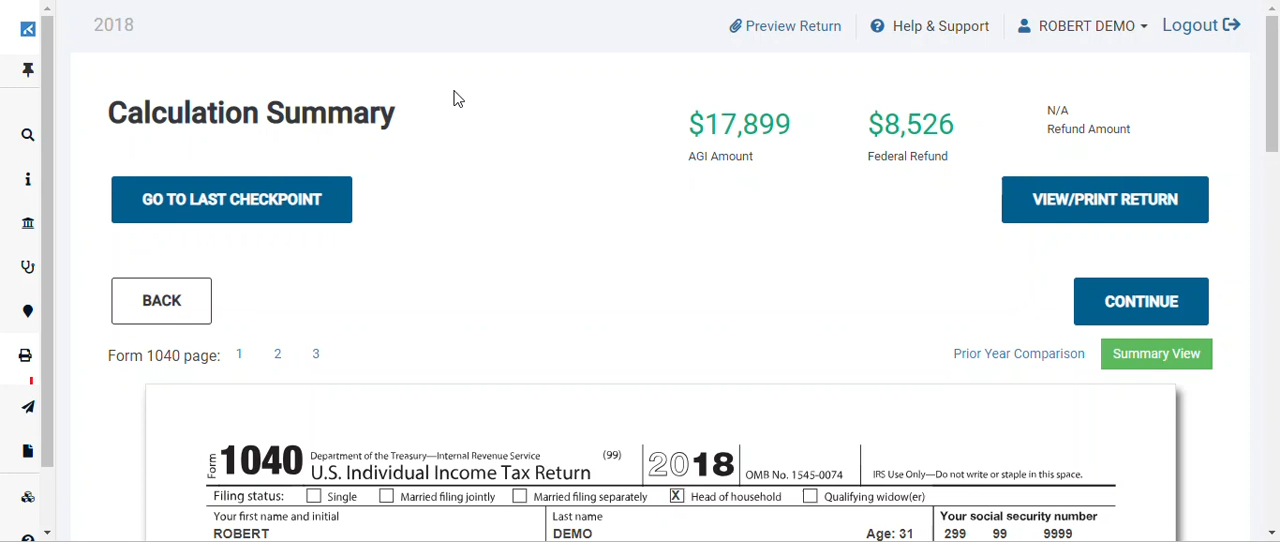 2018
Preview Return
Help & Support
ROBERT DEMO
Logout
Calculation Summary
$17,899
AGI Amount
$8,526
Federal Refund
N/A
Refund Amount
GO TO LAST CHECKPOINT
VIEW/PRINT RETURN
BACK
CONTINUE
Form 1040 page: 1 2 3
Prior Year Comparison
Summary View
Form 1040 Department of the Treasury—Internal Revenue Service (99)
U.S. Individual Income Tax Return
2018
OMB No. 1545-0074
IRS Use Only—Do not write or staple in this space.
Filing status: Single Married filing jointly Married filing separately X Head of household Qualifying widow(er)
Your first name and initial Last name Your social security number
ROBERT DEMO Age: 31 299 99 9999